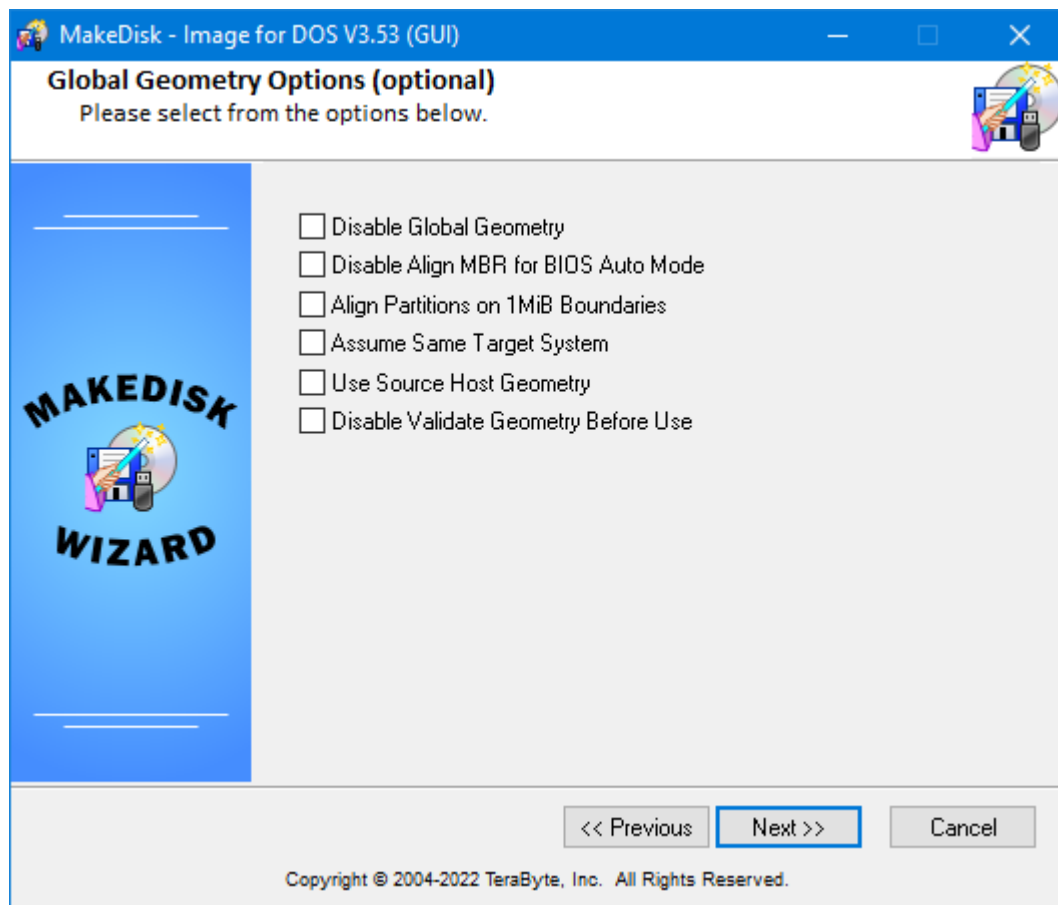 MakeDisk - Image for DOS V3.53 (GUI)
Global Geometry Options (optional)
Please select from the options below.
Disable Global Geometry
Disable Align MBR for BIOS Auto Mode
Align Partitions on 1MiB Boundaries
Assume Same Target System
Use Source Host Geometry
Disable Validate Geometry Before Use
MAKEDISK
WIZARD
<< Previous
Next >>
Cancel
Copyright © 2004-2022 TeraByte, Inc. All Rights Reserved.